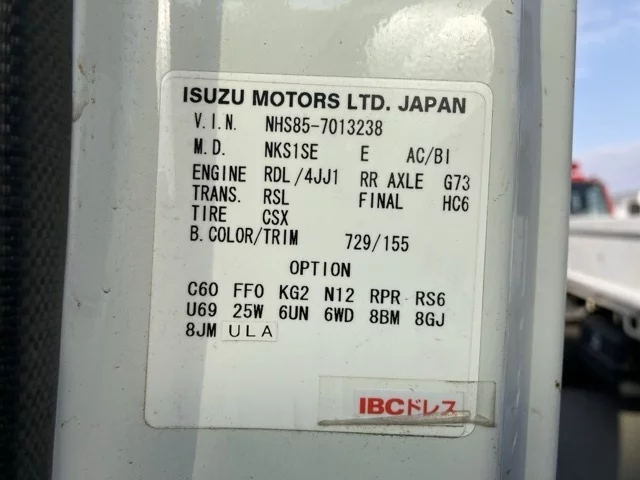 ISUZU MOTORS LTD. JAPAN
V.I.N. NHS85-7013238
M.D. NKS1SE E AC/BI
ENGINE RDL/4JJ1 RR AXLE G73
TRANS. RSL FINAL HC6
TIRE CSX
B.COLOR/TRIM 729/155
OPTION
C60 FF0 KG2 N12 RPR RS6
U69 25W 6UN 6WD 8BM 8GJ
8JM ULA
IBCドレス